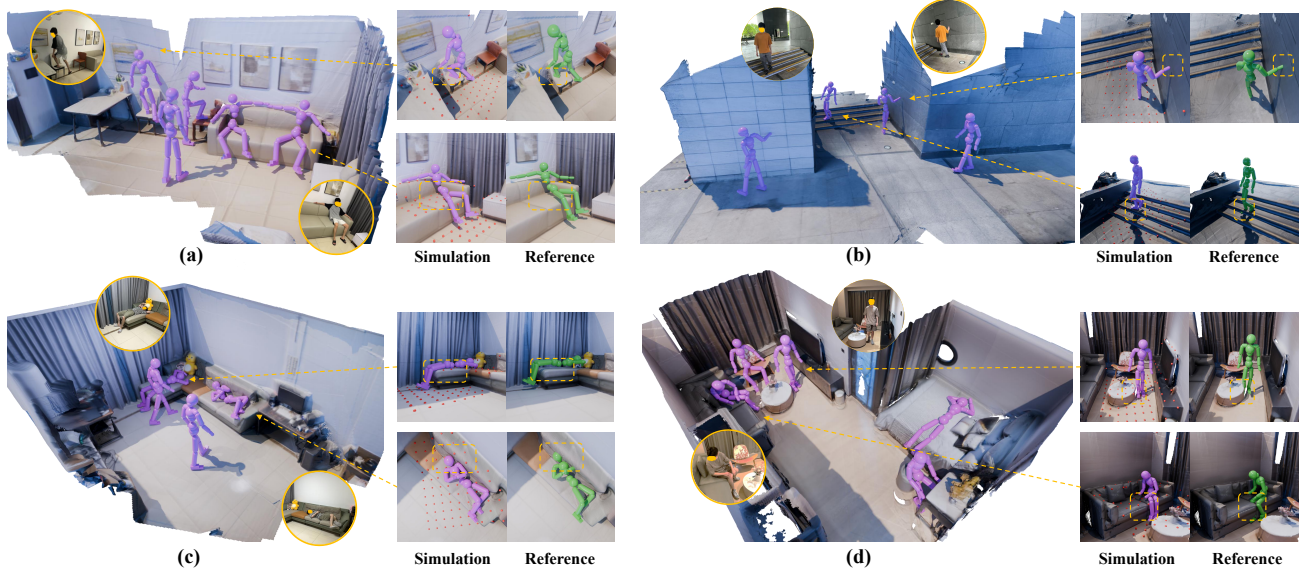 (a)
Simulation
Reference
(b)
Simulation
Reference
(c)
Simulation
Reference
(d)
Simulation
Reference